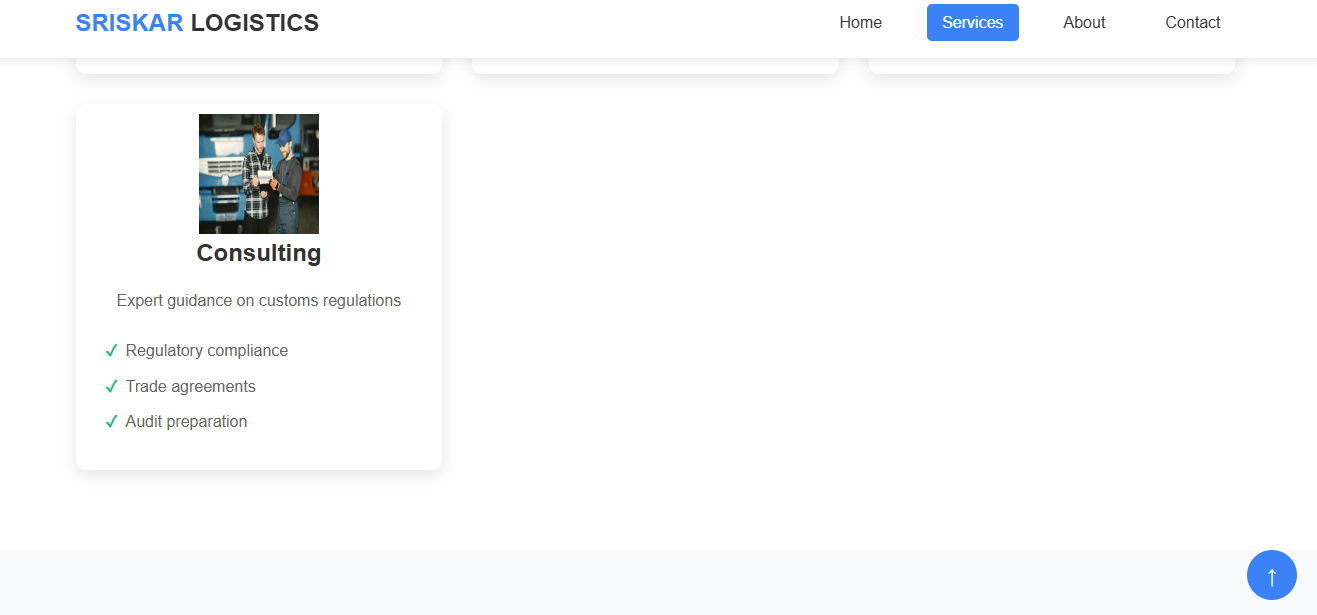 SRISKAR LOGISTICS
Home
Services
About
Contact
Consulting
Expert guidance on customs regulations
✓ Regulatory compliance
✓ Trade agreements
✓ Audit preparation
↑